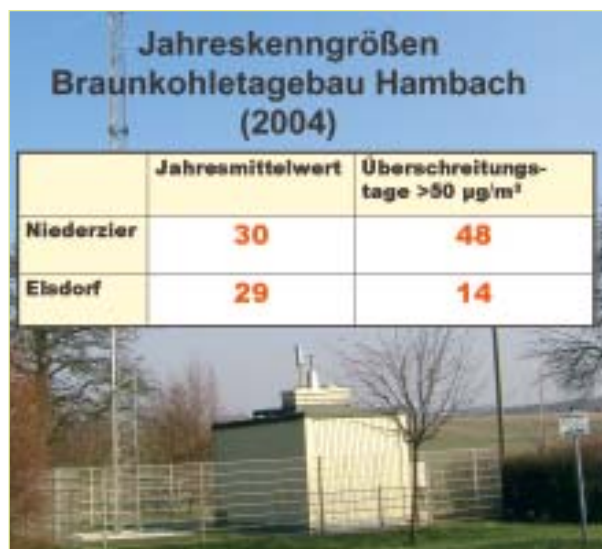 Jahreskenngrößen
Braunkohletagebau Hambach
(2004)
Jahresmittelwert Überschreitungs-
tage >50 µg/m³
Niederzier 30 48
Elsdorf 29 14